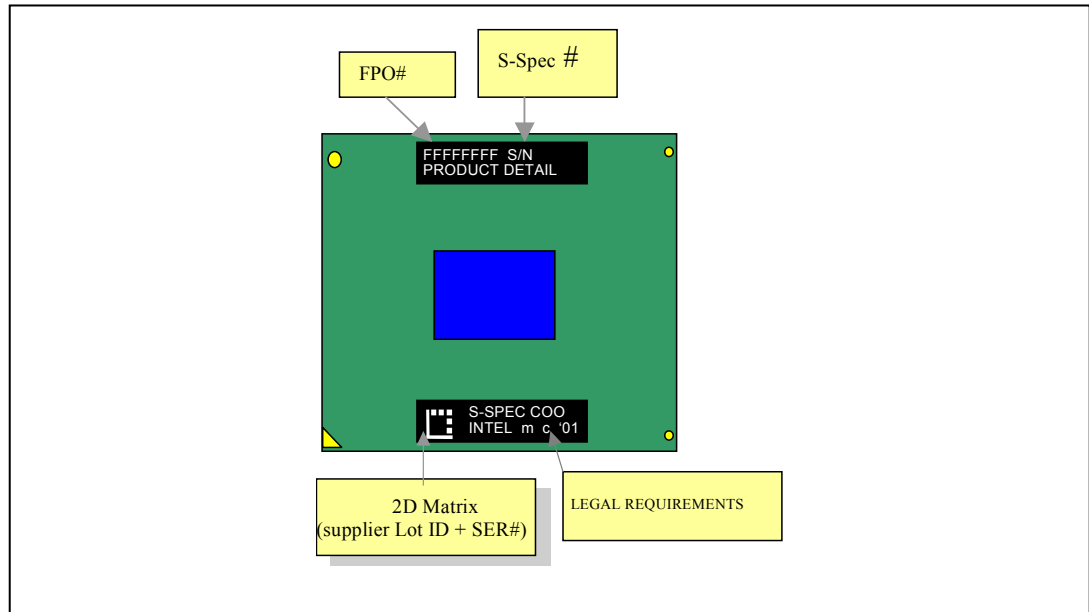 FPO#
S-Spec #
FFFFFFFF S/N
PRODUCT DETAIL
S-SPEC COO
INTEL m c '01
2D Matrix
(supplier Lot ID + SER#)
LEGAL REQUIREMENTS